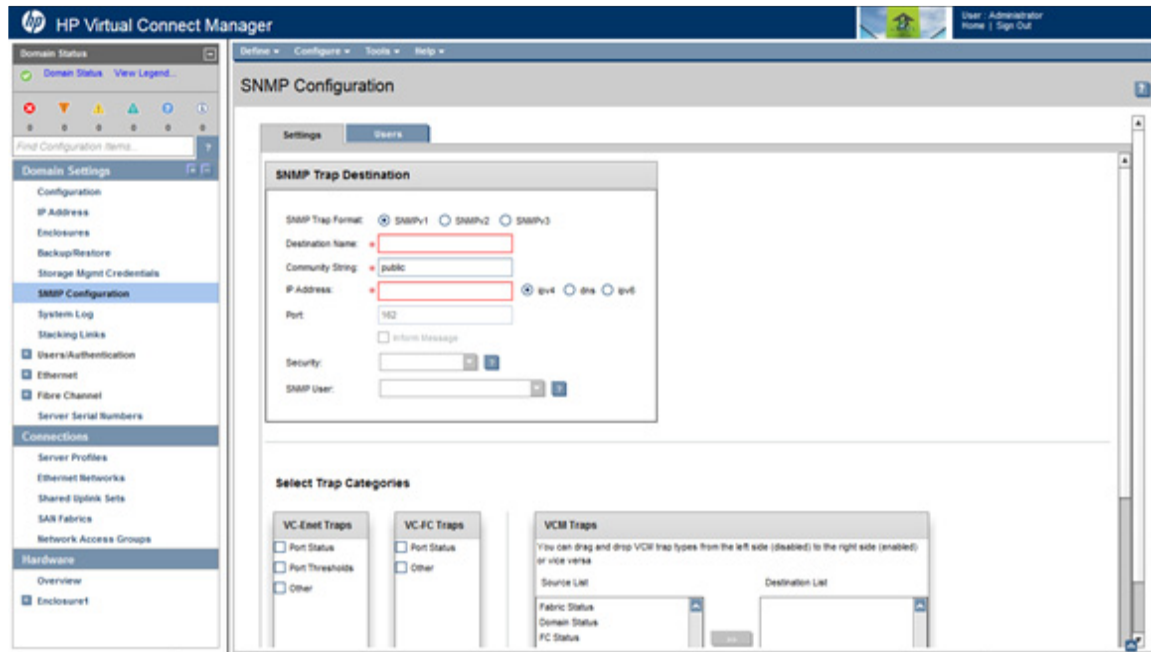 HP Virtual Connect Manager
User : Administrator
Home | Sign Out
Domain Status
Domain Status View Legend...
0 0 0 0 0 0
Find Configuration Items...
Domain Settings
Configuration
IP Address
Enclosures
Backup/Restore
Storage Mgmt Credentials
SNMP Configuration
System Log
Stacking Links
Users/Authentication
Ethernet
Fibre Channel
Server Serial Numbers
Connections
Server Profiles
Ethernet Networks
Shared Uplink Sets
SAN Fabrics
Network Access Groups
Hardware
Overview
Enclosure1
Define Configure Tools Help
SNMP Configuration
Settings Users
SNMP Trap Destination
SNMP Trap Format: SNMPv1 SNMPv2 SNMPv3
Destination Name: *
Community String: * public
IP Address: * ipv4 dns ipv6
Port: 162
Inform Message
Security: ?
SNMP User: ?
Select Trap Categories
VC-Enet Traps
Port Status
Port Thresholds
Other
VC-FC Traps
Port Status
Other
VCM Traps
You can drag and drop VCM trap types from the left side (disabled) to the right side (enabled)
or vice versa
Source List Destination List
Fabric Status
Domain Status
FC Status
>>